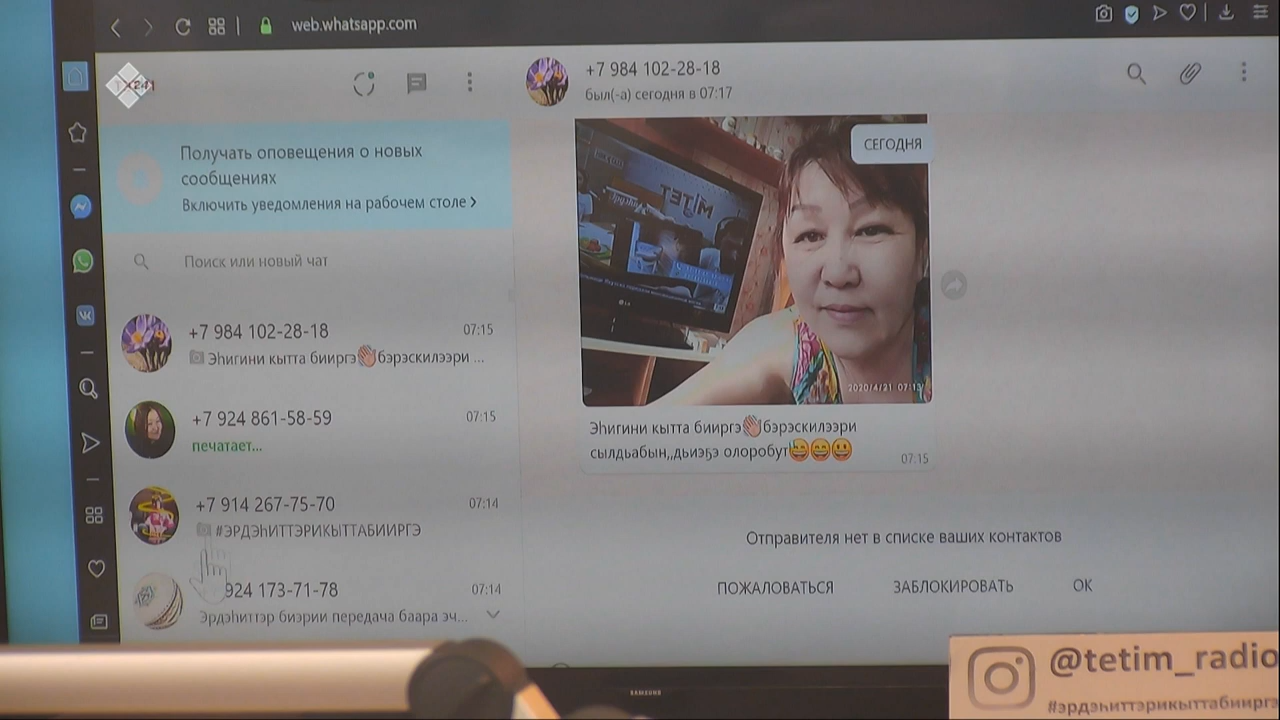 web.whatsapp.com
+7 984 102-28-18
был(-а) сегодня в 07:17
Получать оповещения о новых
сообщениях
Включить уведомления на рабочем столе
Поиск или новый чат
+7 984 102-28-18
07:15
Эһигини кытта бииргэ👋бэрэскилээри ...
+7 924 861-58-59
07:15
печатает...
+7 914 267-75-70
07:14
#ЭРДЭҺИТТЭРИКЫТТАБИИРГЭ
924 173-71-78
07:14
Эрдэһиттэр биэрии передача баара эч...
СЕГОДНЯ
TETIM
LG
2020/4/21 07:13
Эһигини кытта бииргэ👋бэрэскилээри
сылдьабын,,дьиэҕэ олоробут😄😄😃
07:15
Отправителя нет в списке ваших контактов
ПОЖАЛОВАТЬСЯ
ЗАБЛОКИРОВАТЬ
ОК
SAMSUNG
@tetim_radio
#эрдэһиттэрикыттабииргэ